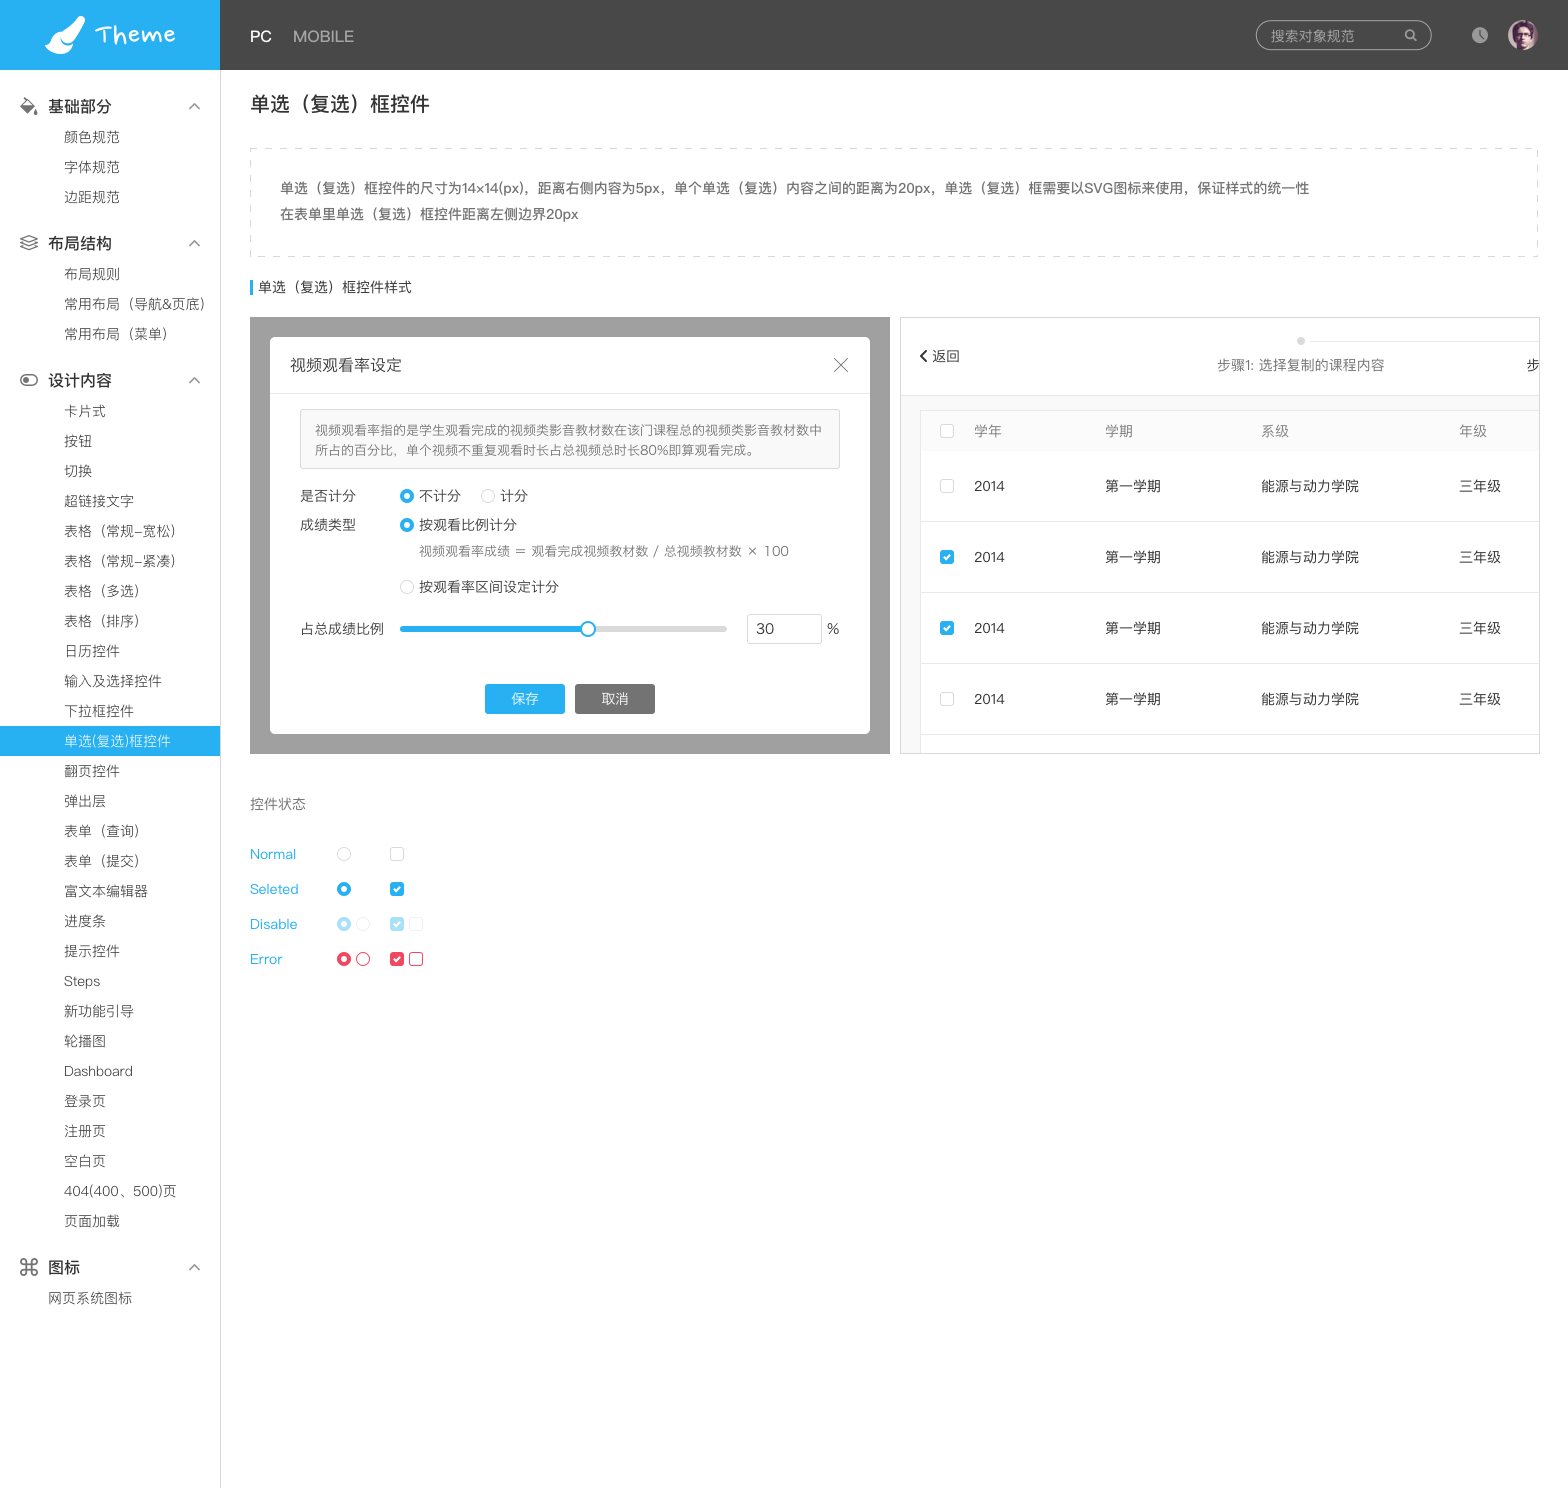 Theme
PC
MOBILE
搜索对象规范
基础部分
颜色规范
字体规范
边距规范
布局结构
布局规则
常用布局（导航&页底）
常用布局（菜单）
设计内容
卡片式
按钮
切换
超链接文字
表格（常规-宽松）
表格（常规-紧凑）
表格（多选）
表格（排序）
日历控件
输入及选择控件
下拉框控件
单选(复选)框控件
翻页控件
弹出层
表单（查询）
表单（提交）
富文本编辑器
进度条
提示控件
Steps
新功能引导
轮播图
Dashboard
登录页
注册页
空白页
404(400、500)页
页面加载
图标
网页系统图标
单选（复选）框控件
单选（复选）框控件的尺寸为14×14(px)，距离右侧内容为5px，单个单选（复选）内容之间的距离为20px，单选（复选）框需要以SVG图标来使用，保证样式的统一性
在表单里单选（复选）框控件距离左侧边界20px
单选（复选）框控件样式
视频观看率设定
视频观看率指的是学生观看完成的视频类影音教材数在该门课程总的视频类影音教材数中
所占的百分比，单个视频不重复观看时长占总视频总时长80%即算观看完成。
是否计分 不计分 计分
成绩类型 按观看比例计分
视频观看率成绩 = 观看完成视频教材数 / 总视频教材数 × 100
按观看率区间设定计分
占总成绩比例 30 %
保存 取消
返回
步骤1: 选择复制的课程内容
步
学年 学期 系级 年级
2014 第一学期 能源与动力学院 三年级
2014 第一学期 能源与动力学院 三年级
2014 第一学期 能源与动力学院 三年级
2014 第一学期 能源与动力学院 三年级
控件状态
Normal
Seleted
Disable
Error